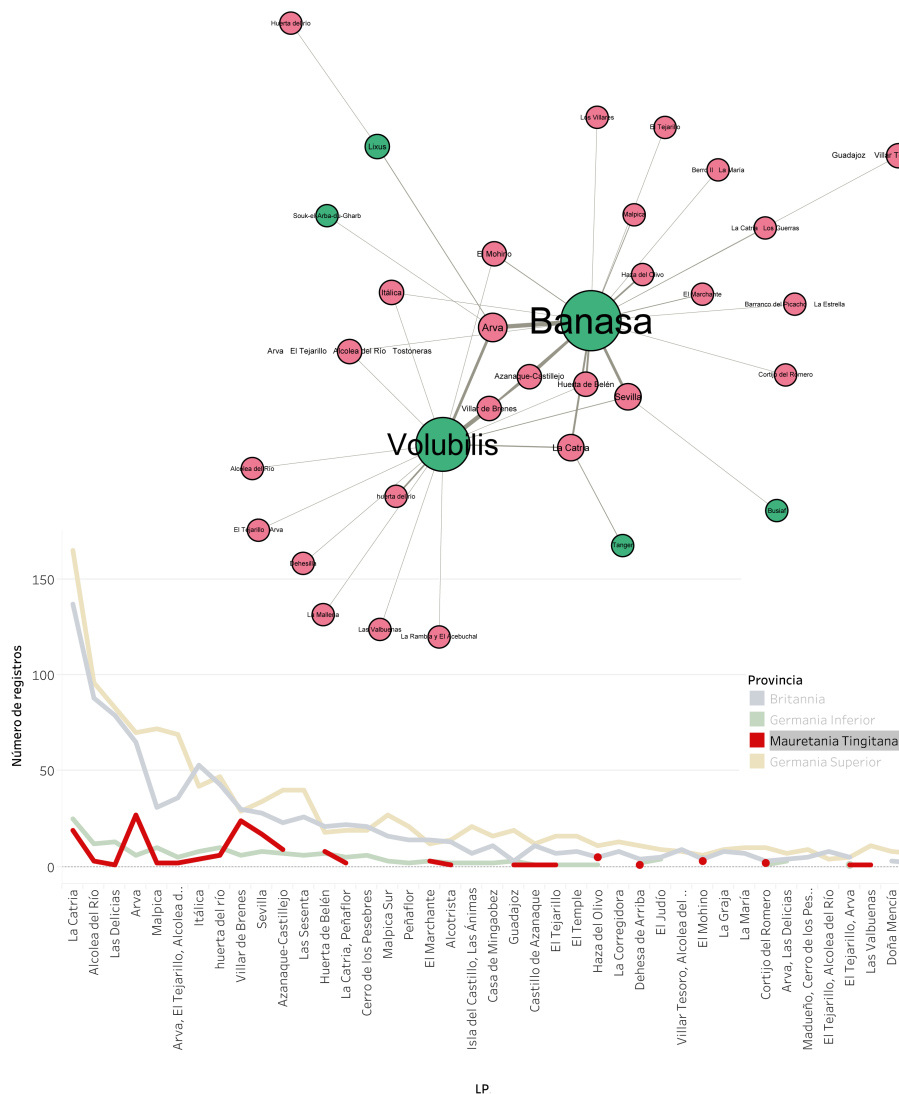 Huerta del río
Los Villares
El Tejarillo
Lixus
Guadajoz Villar T
Berro II La María
Souk-el-Arba-du-Gharb
Malpica
La Catria Los Guerras
El Mohino
Haza del Olivo
Itálica
El Marchante
Barranco del Picacho La Estrella
Banasa
Arva
Arva El Tejarillo Alcolea del Río Tostoneras
Azanaque-Castillejo
Huerta de Belén
Cortijo del Romero
Sevilla
Villar de Brenes
Volubilis
La Catria
Alcolea del Río
huerta del río
Busiaf
El Tejarillo Arva
Tanger
Dehesilla
La Mallena
Las Valbuenas
La Rambla y El Acebuchal
150
100
50
0
Número de registros
Provincia
Britannia
Germania Inferior
Mauretania Tingitana
Germania Superior
La Catria
Alcolea del Río
Las Delicias
Arva
Malpica
Arva, El Tejarillo, Alcolea d..
Itálica
huerta del río
Villar de Brenes
Sevilla
Azanaque-Castillejo
Las Sesenta
Huerta de Belén
La Catria, Peñaflor
Cerro de los Pesebres
Malpica Sur
Peñaflor
El Marchante
Alcotrista
Isla del Castillo, Las Ánimas
Casa de Mingaobez
Guadajoz
Castillo de Azanaque
El Tejarillo
El Temple
Haza del Olivo
La Corregidora
Dehesa de Arriba
El Judío
Villar Tesoro, Alcolea del ..
El Mohino
La Graja
La María
Cortijo del Romero
Arva, Las Delicias
Madueño, Cerro de los Pes..
El Tejarillo, Alcolea del Río
El Tejarillo, Arva
Las Valbuenas
Doña Mencía
LP